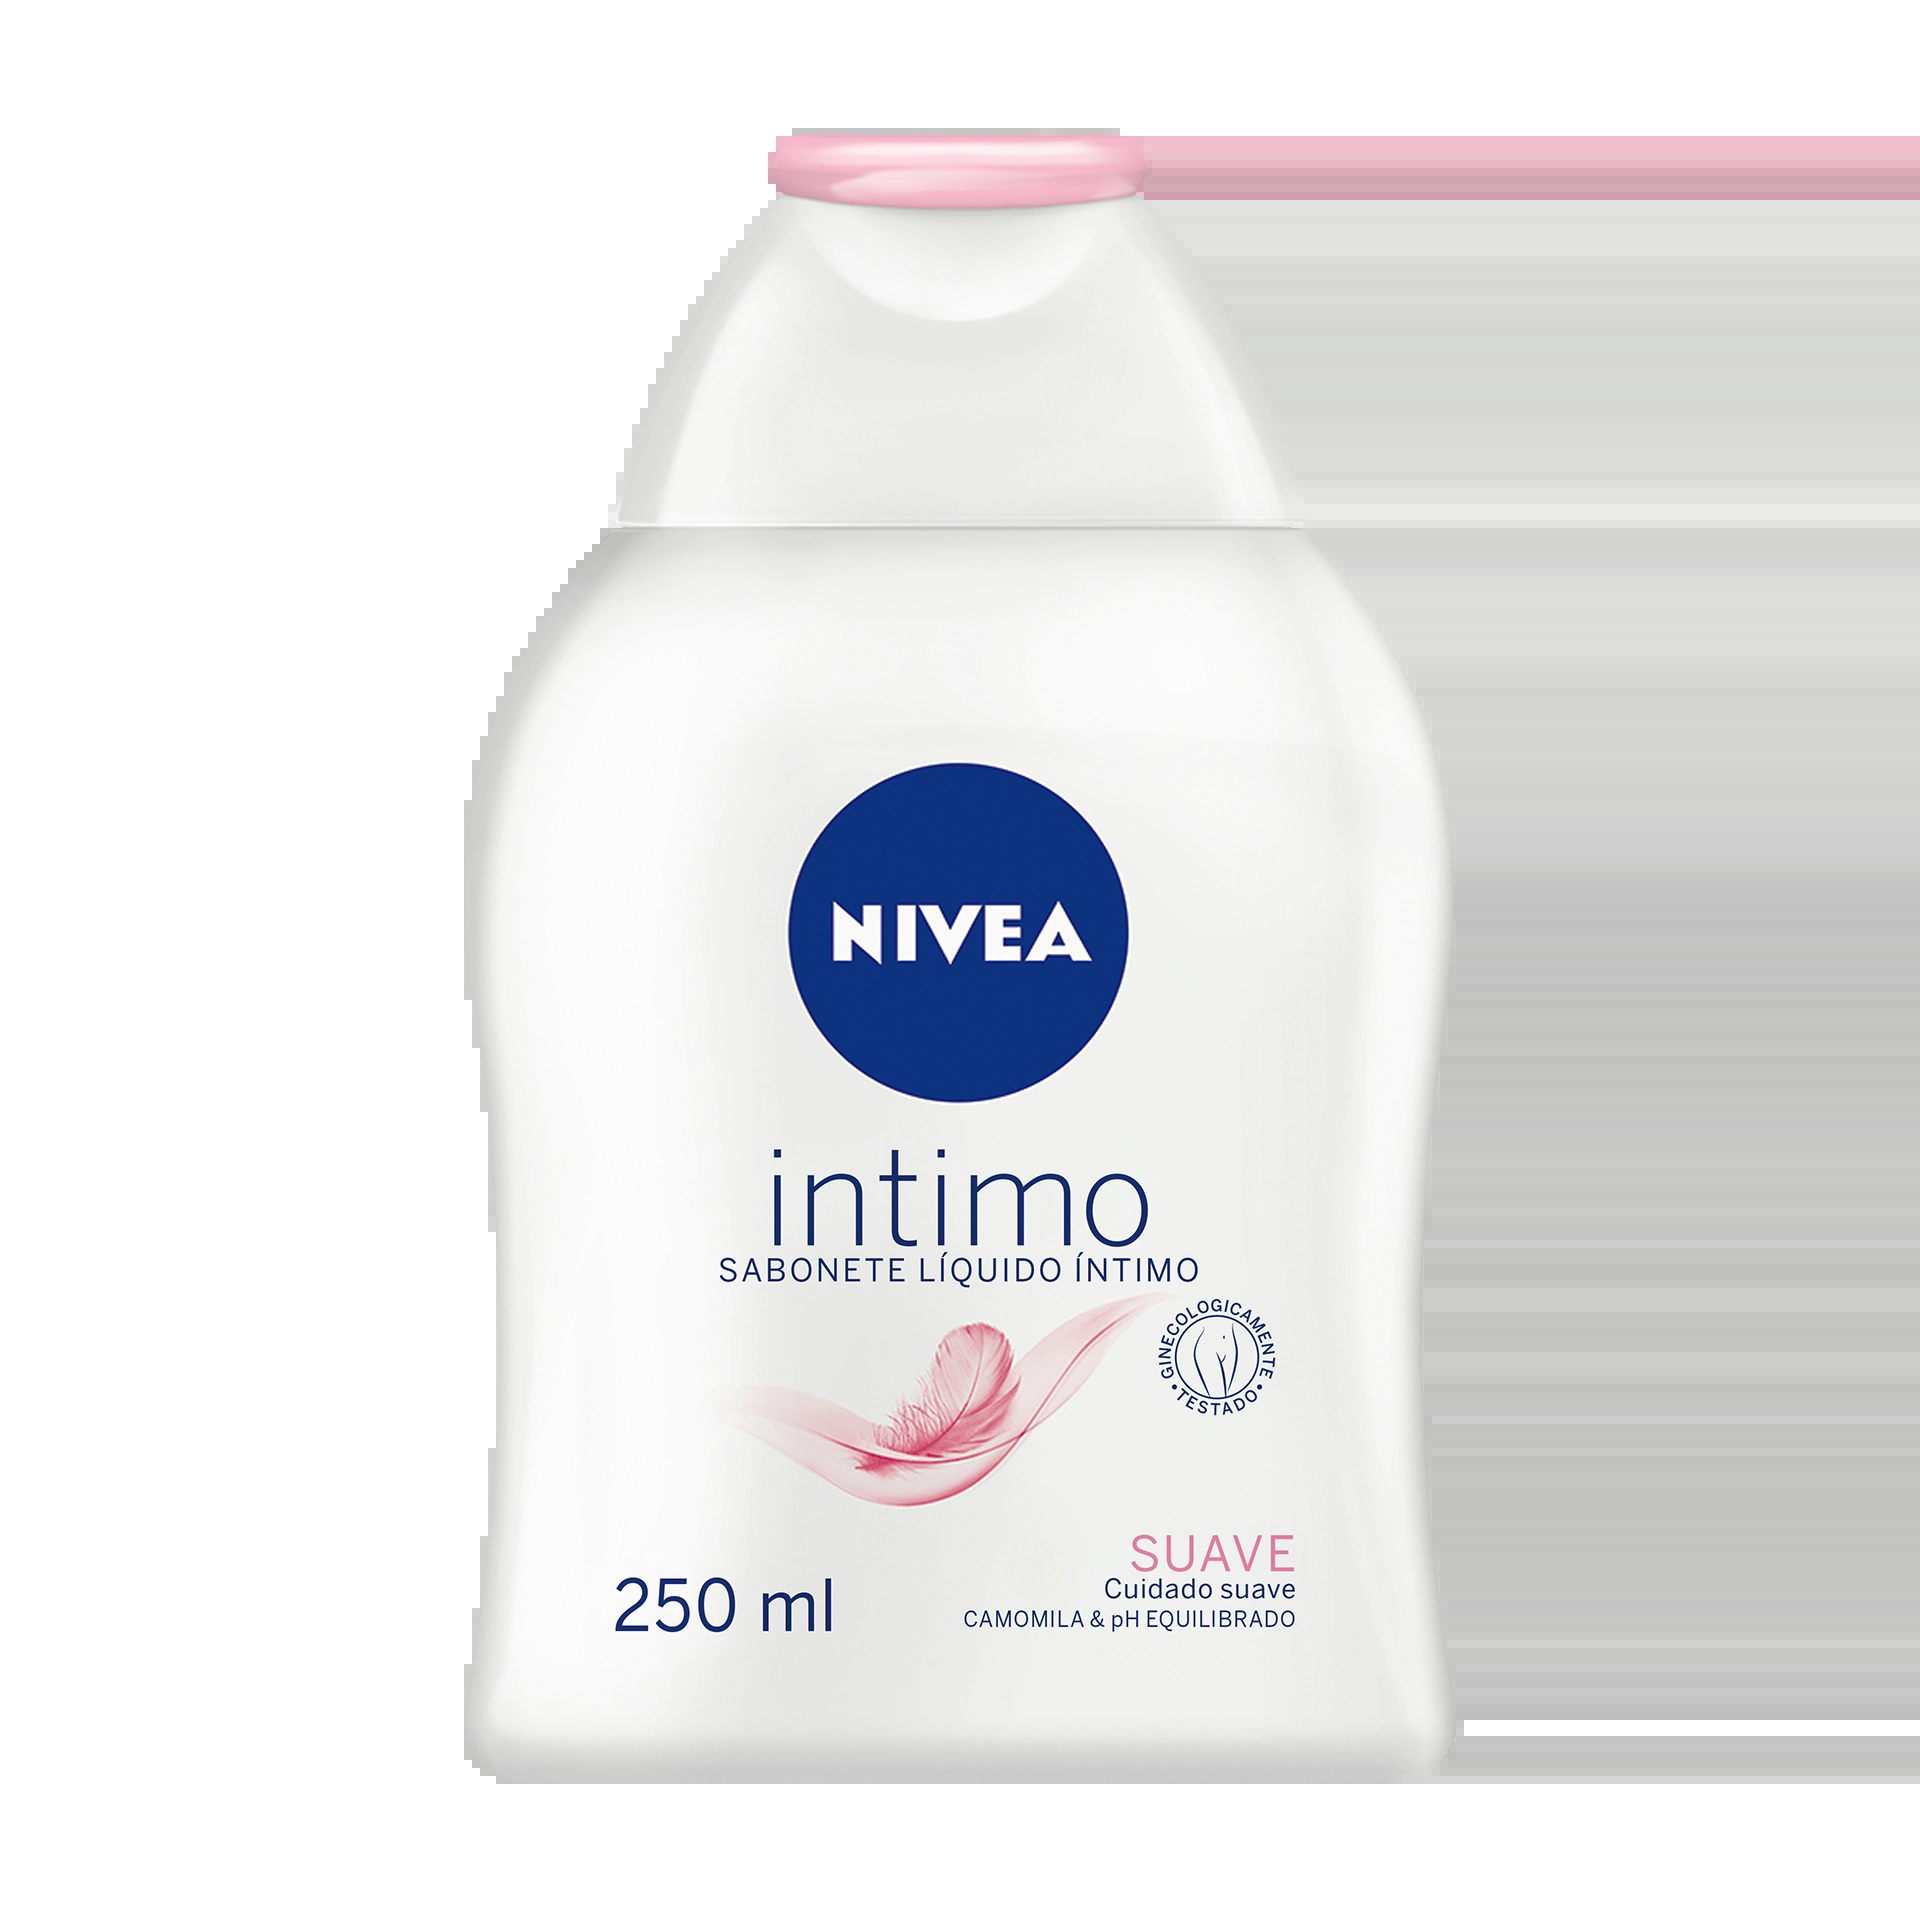 NIVEA
intimo
SABONETE LÍQUIDO ÍNTIMO
GINECOLOGICAMENTE
• TESTADO •
SUAVE
Cuidado suave
250 ml
CAMOMILA & pH EQUILIBRADO